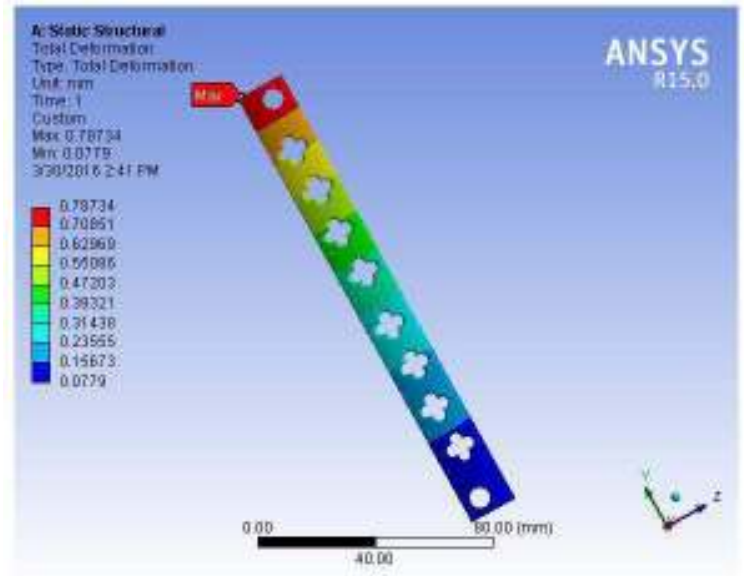 A: Static Structural
Total Deformation
Type: Total Deformation
Unit: mm
Time: 1
Custom
Max: 0.78734
Min: 0.0779
3/30/2016 2:41 PM
ANSYS
R15.0
Max
0.78734
0.70851
0.62969
0.55086
0.47203
0.39321
0.31438
0.23555
0.15673
0.0779
Y
Z
0.00
80.00 (mm)
40.00